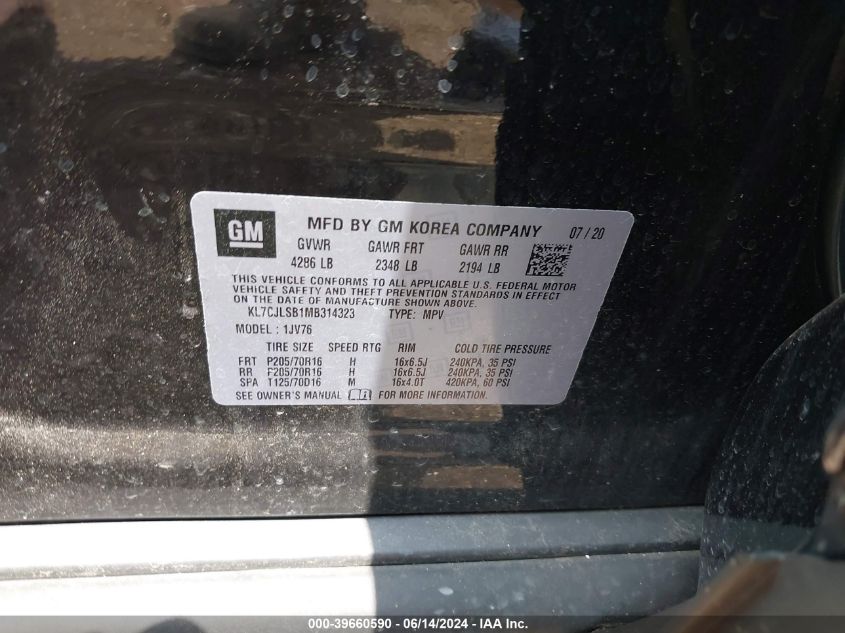 GM MFD BY GM KOREA COMPANY 07/20
GVWR GAWR FRT GAWR RR
4286 LB 2348 LB 2194 LB
THIS VEHICLE CONFORMS TO ALL APPLICABLE U.S. FEDERAL MOTOR
VEHICLE SAFETY AND THEFT PREVENTION STANDARDS IN EFFECT
ON THE DATE OF MANUFACTURE SHOWN ABOVE.
KL7CJLSB1MB314323 TYPE: MPV
MODEL: 1JV76
TIRE SIZE SPEED RTG RIM COLD TIRE PRESSURE
FRT P205/70R16 H 16x6.5J 240KPA, 35 PSI
RR P205/70R16 H 16x6.5J 240KPA, 35 PSI
SPA T125/70D16 M 16x4.0T 420KPA, 60 PSI
SEE OWNER'S MANUAL FOR MORE INFORMATION.
000-39660590 - 06/14/2024 - IAA Inc.